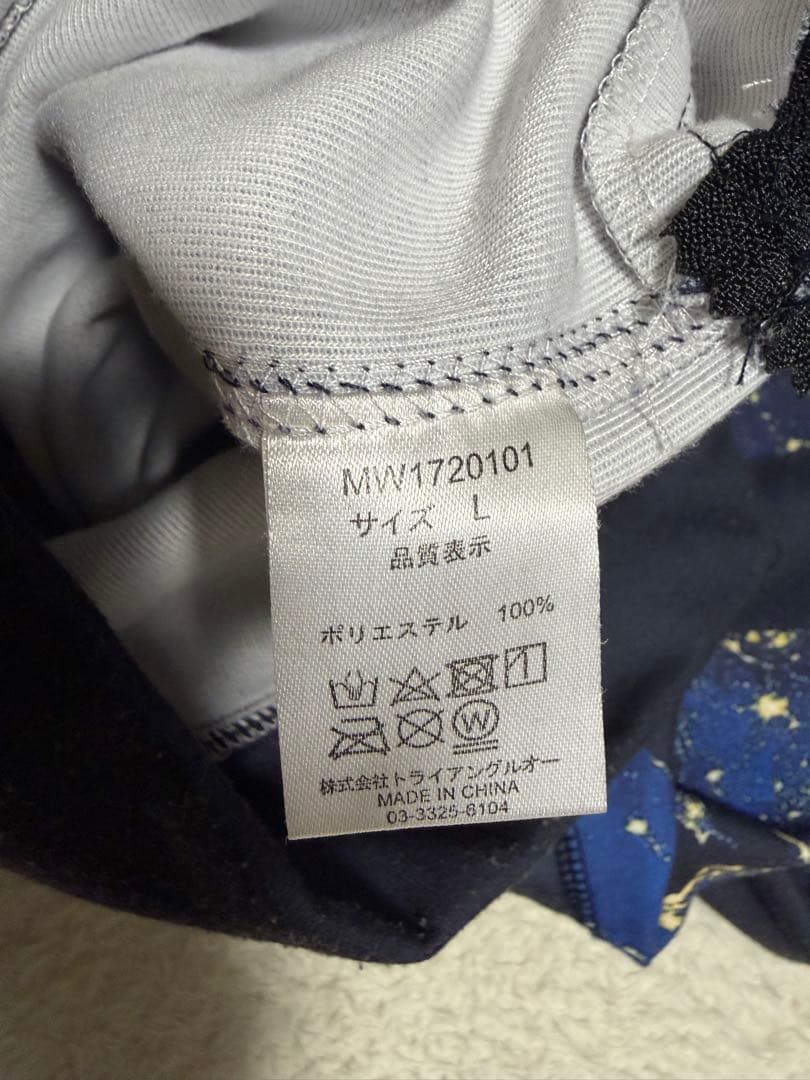 MW1720101
サイズ L
品質表示
ポリエステル 100%
W
株式会社トライアングルオー
MADE IN CHINA
03-3325-6104